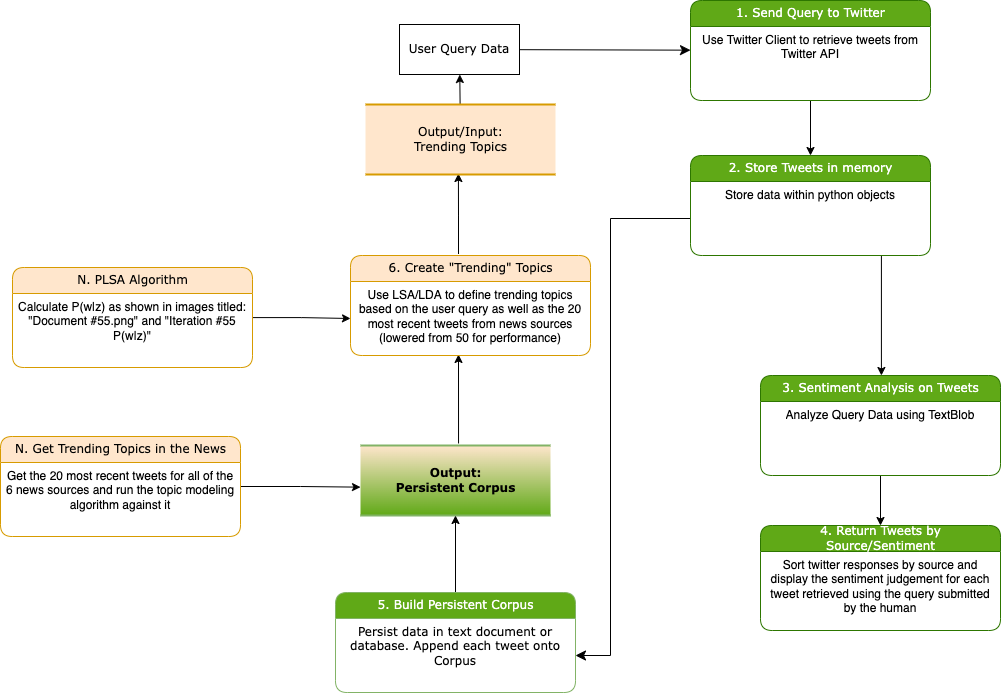 1. Send Query to Twitter
Use Twitter Client to retrieve tweets from
Twitter API
User Query Data
Output/Input:
Trending Topics
2. Store Tweets in memory
Store data within python objects
6. Create "Trending" Topics
Use LSA/LDA to define trending topics
based on the user query as well as the 20
most recent tweets from news sources
(lowered from 50 for performance)
N. PLSA Algorithm
Calculate P(wlz) as shown in images titled:
"Document #55.png" and "Iteration #55
P(wlz)"
3. Sentiment Analysis on Tweets
Analyze Query Data using TextBlob
N. Get Trending Topics in the News
Get the 20 most recent tweets for all of the
6 news sources and run the topic modeling
algorithm against it
Output:
Persistent Corpus
4. Return Tweets by
Source/Sentiment
Sort twitter responses by source and
display the sentiment judgement for each
tweet retrieved using the query submitted
by the human
5. Build Persistent Corpus
Persist data in text document or
database. Append each tweet onto
Corpus